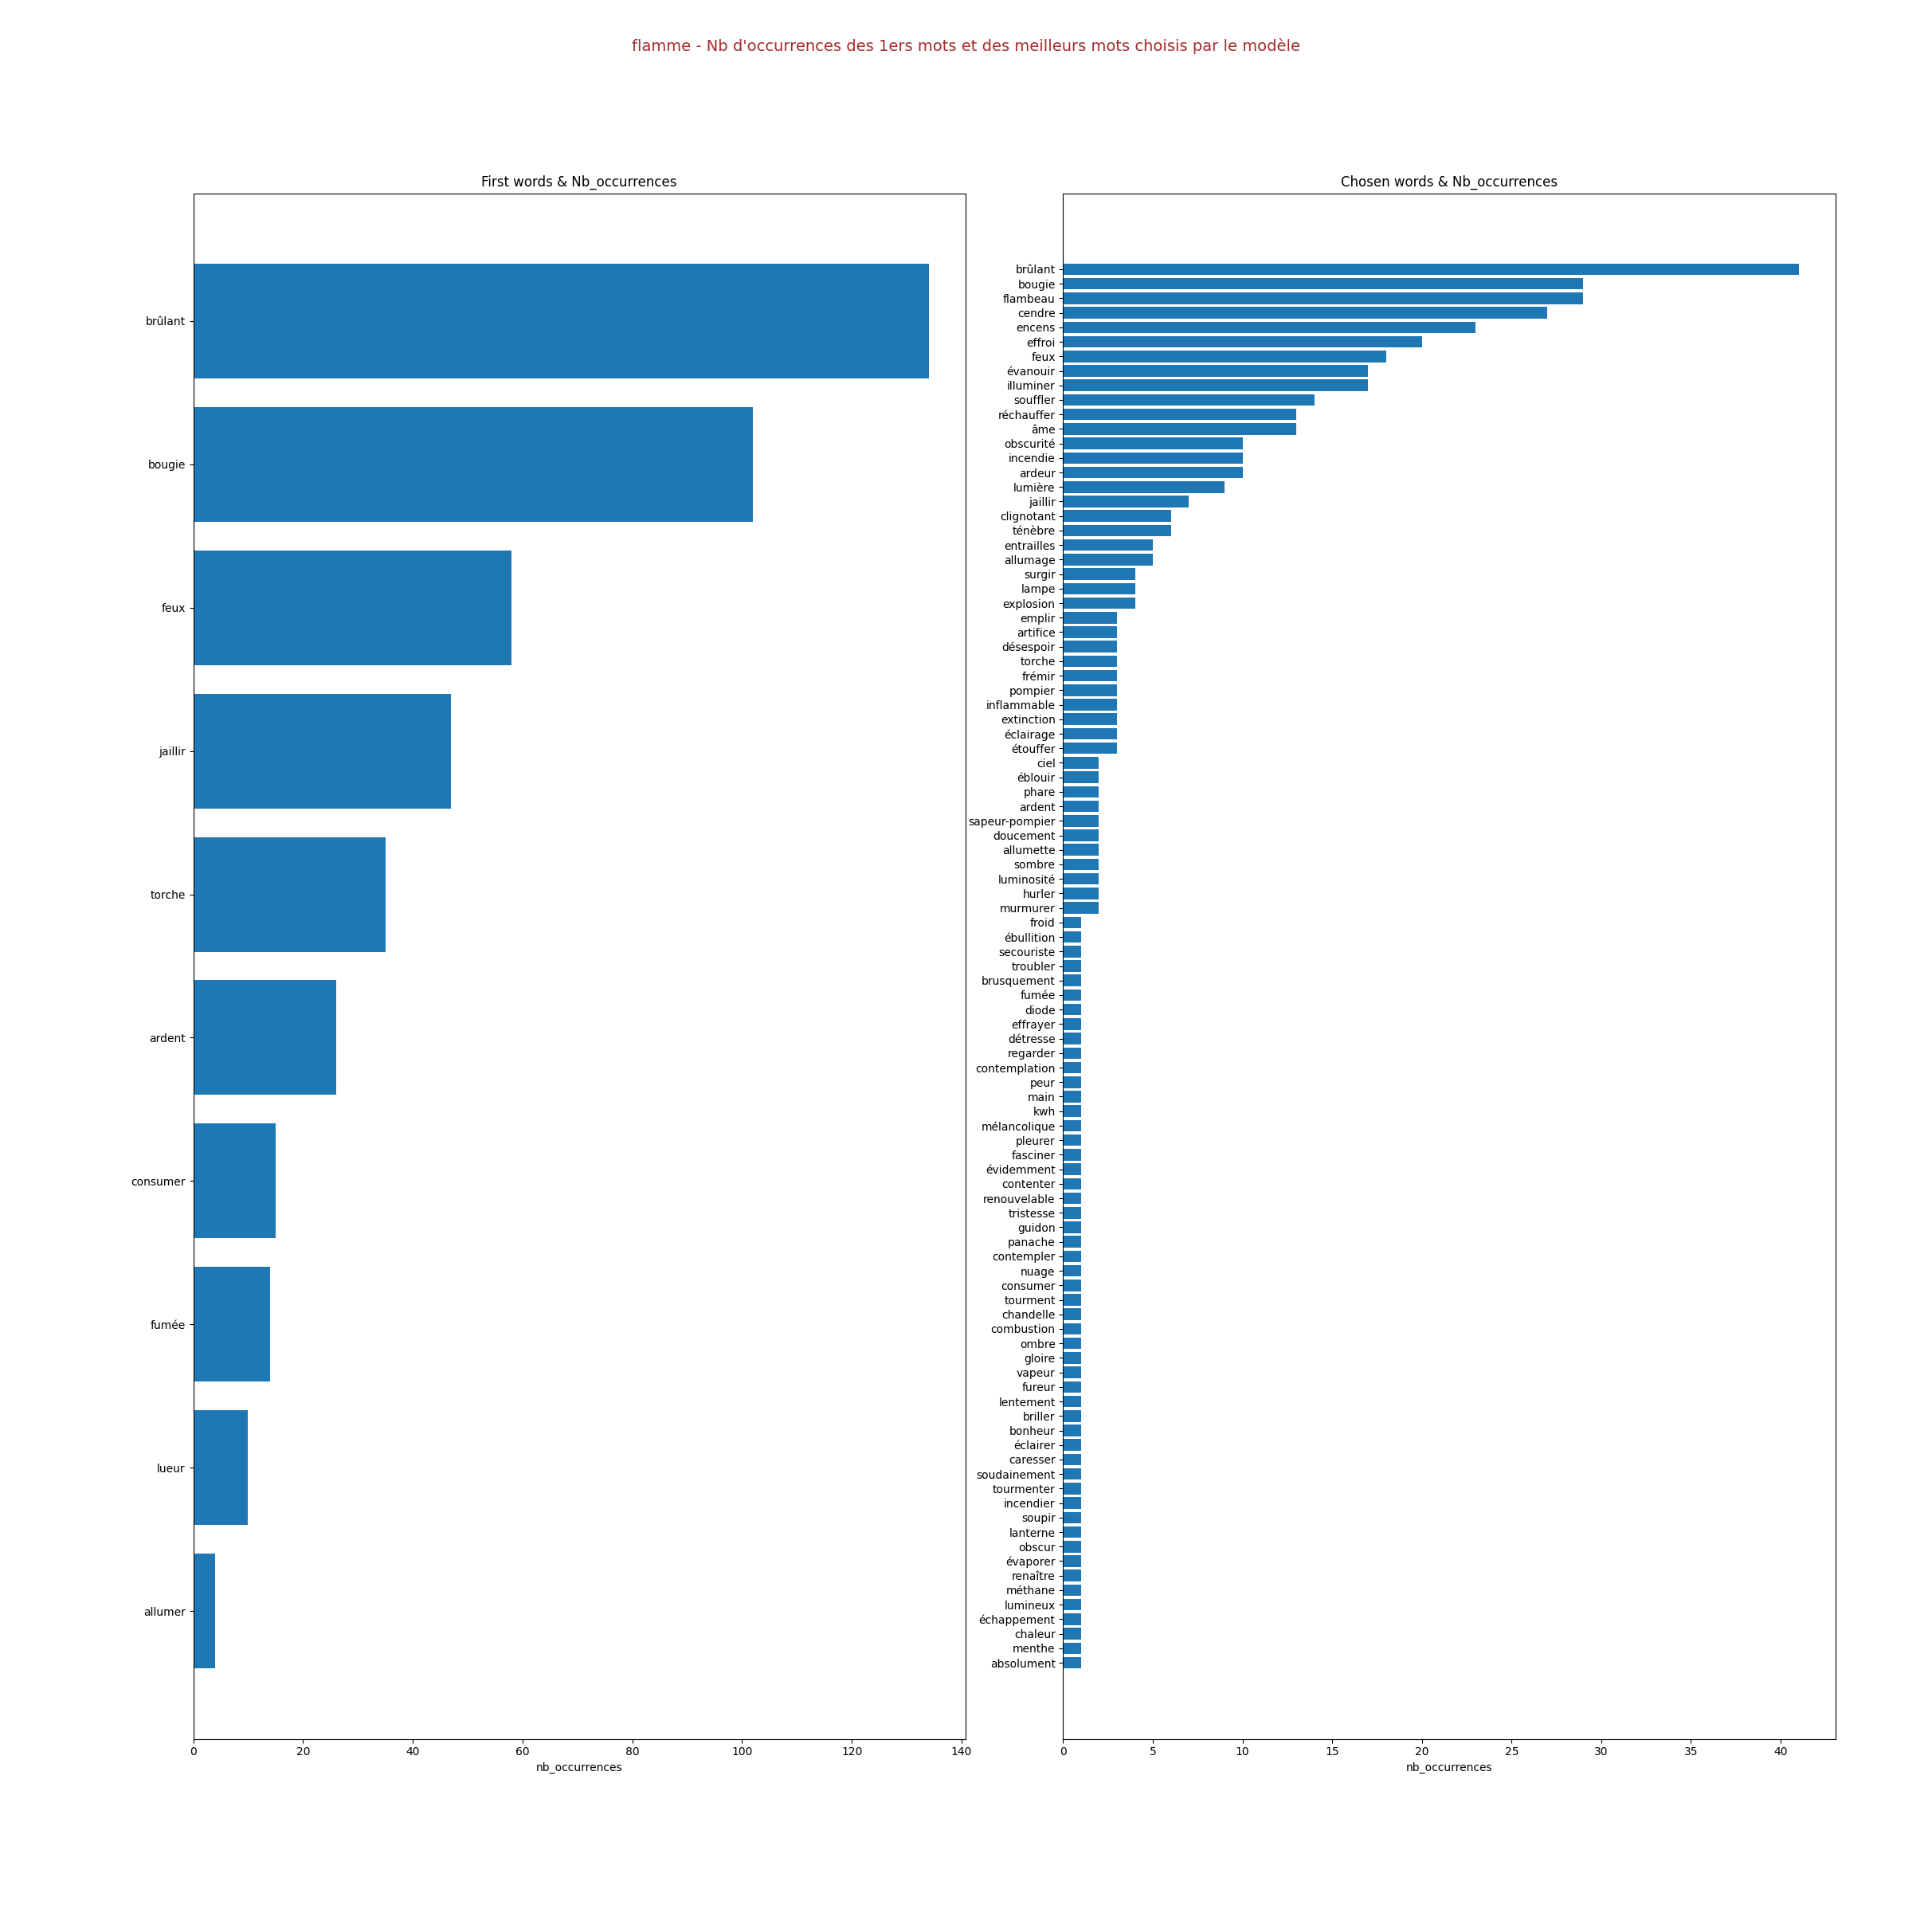 flamme - Nb d'occurrences des 1ers mots et des meilleurs mots choisis par le modèle
First words & Nb_occurrences
brûlant
bougie
feux
jaillir
torche
ardent
consumer
fumée
lueur
allumer
0 20 40 60 80 100 120 140
nb_occurrences
Chosen words & Nb_occurrences
brûlant
bougie
flambeau
cendre
encens
effroi
feux
évanouir
illuminer
souffler
réchauffer
âme
obscurité
incendie
ardeur
lumière
jaillir
clignotant
ténèbre
entrailles
allumage
surgir
lampe
explosion
emplir
artifice
désespoir
torche
frémir
pompier
inflammable
extinction
éclairage
étouffer
ciel
éblouir
phare
ardent
sapeur-pompier
doucement
allumette
sombre
luminosité
hurler
murmurer
froid
ébullition
secouriste
troubler
brusquement
fumée
diode
effrayer
détresse
regarder
contemplation
peur
main
kwh
mélancolique
pleurer
fasciner
évidemment
contenter
renouvelable
tristesse
guidon
panache
contempler
nuage
consumer
tourment
chandelle
combustion
ombre
gloire
vapeur
fureur
lentement
briller
bonheur
éclairer
caresser
soudainement
tourmenter
incendier
soupir
lanterne
obscur
évaporer
renaître
méthane
lumineux
échappement
chaleur
menthe
absolument
0 5 10 15 20 25 30 35 40
nb_occurrences